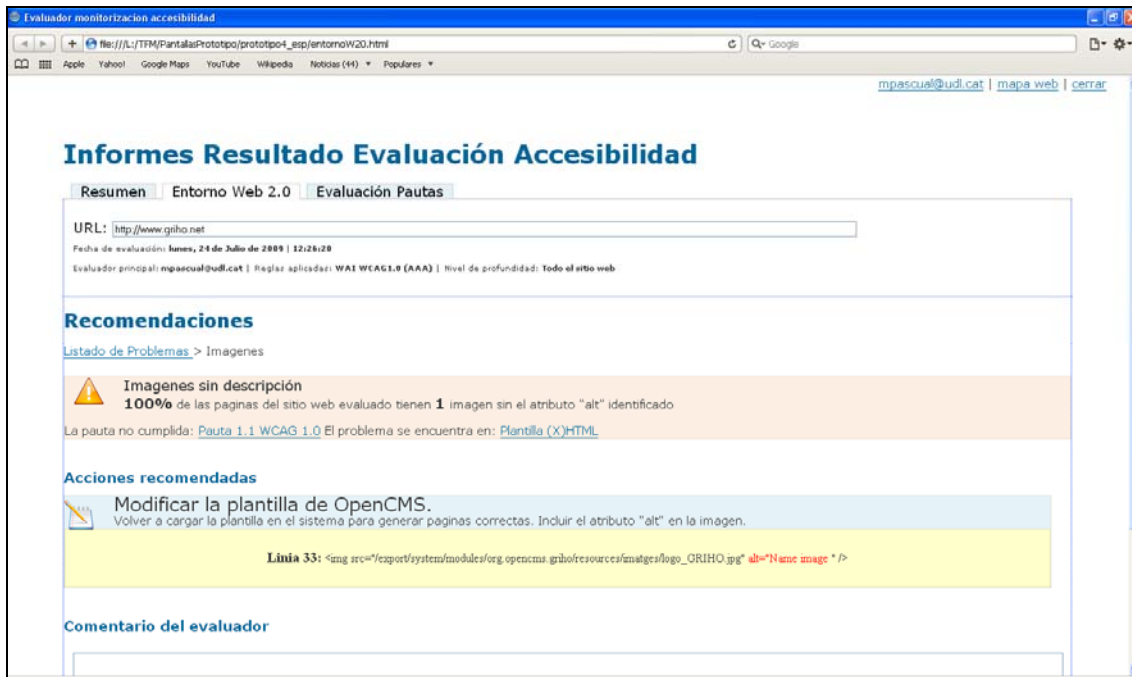 Evaluador monitorizacion accesibilidad
file:///L:/TFM/PantallasPrototipo/prototipo4_esp/entornoW20.html
Google
Apple Yahoo! Google Maps YouTube Wikipedia Noticias (44) Populares
mpascual@udl.cat | mapa web | cerrar
Informes Resultado Evaluación Accesibilidad
Resumen Entorno Web 2.0 Evaluación Pautas
URL: http://www.griho.net
Fecha de evaluación: lunes, 24 de Julio de 2009 | 12:26:20
Evaluador principal: mpascual@udl.cat | Reglas aplicadas: WAI WCAG1.0 (AAA) | Nivel de profundidad: Todo el sitio web
Recomendaciones
Listado de Problemas > Imagenes
Imagenes sin descripción
100% de las paginas del sitio web evaluado tienen 1 imagen sin el atributo "alt" identificado
La pauta no cumplida: Pauta 1.1 WCAG 1.0 El problema se encuentra en: Plantilla (X)HTML
Acciones recomendadas
Modificar la plantilla de OpenCMS.
Volver a cargar la plantilla en el sistema para generar paginas correctas. Incluir el atributo "alt" en la imagen.
Linia 33: <img src="/export/system/modules/org.opencms.griho/resources/imatges/logo_GRIHO.jpg" alt="Name image " />
Comentario del evaluador